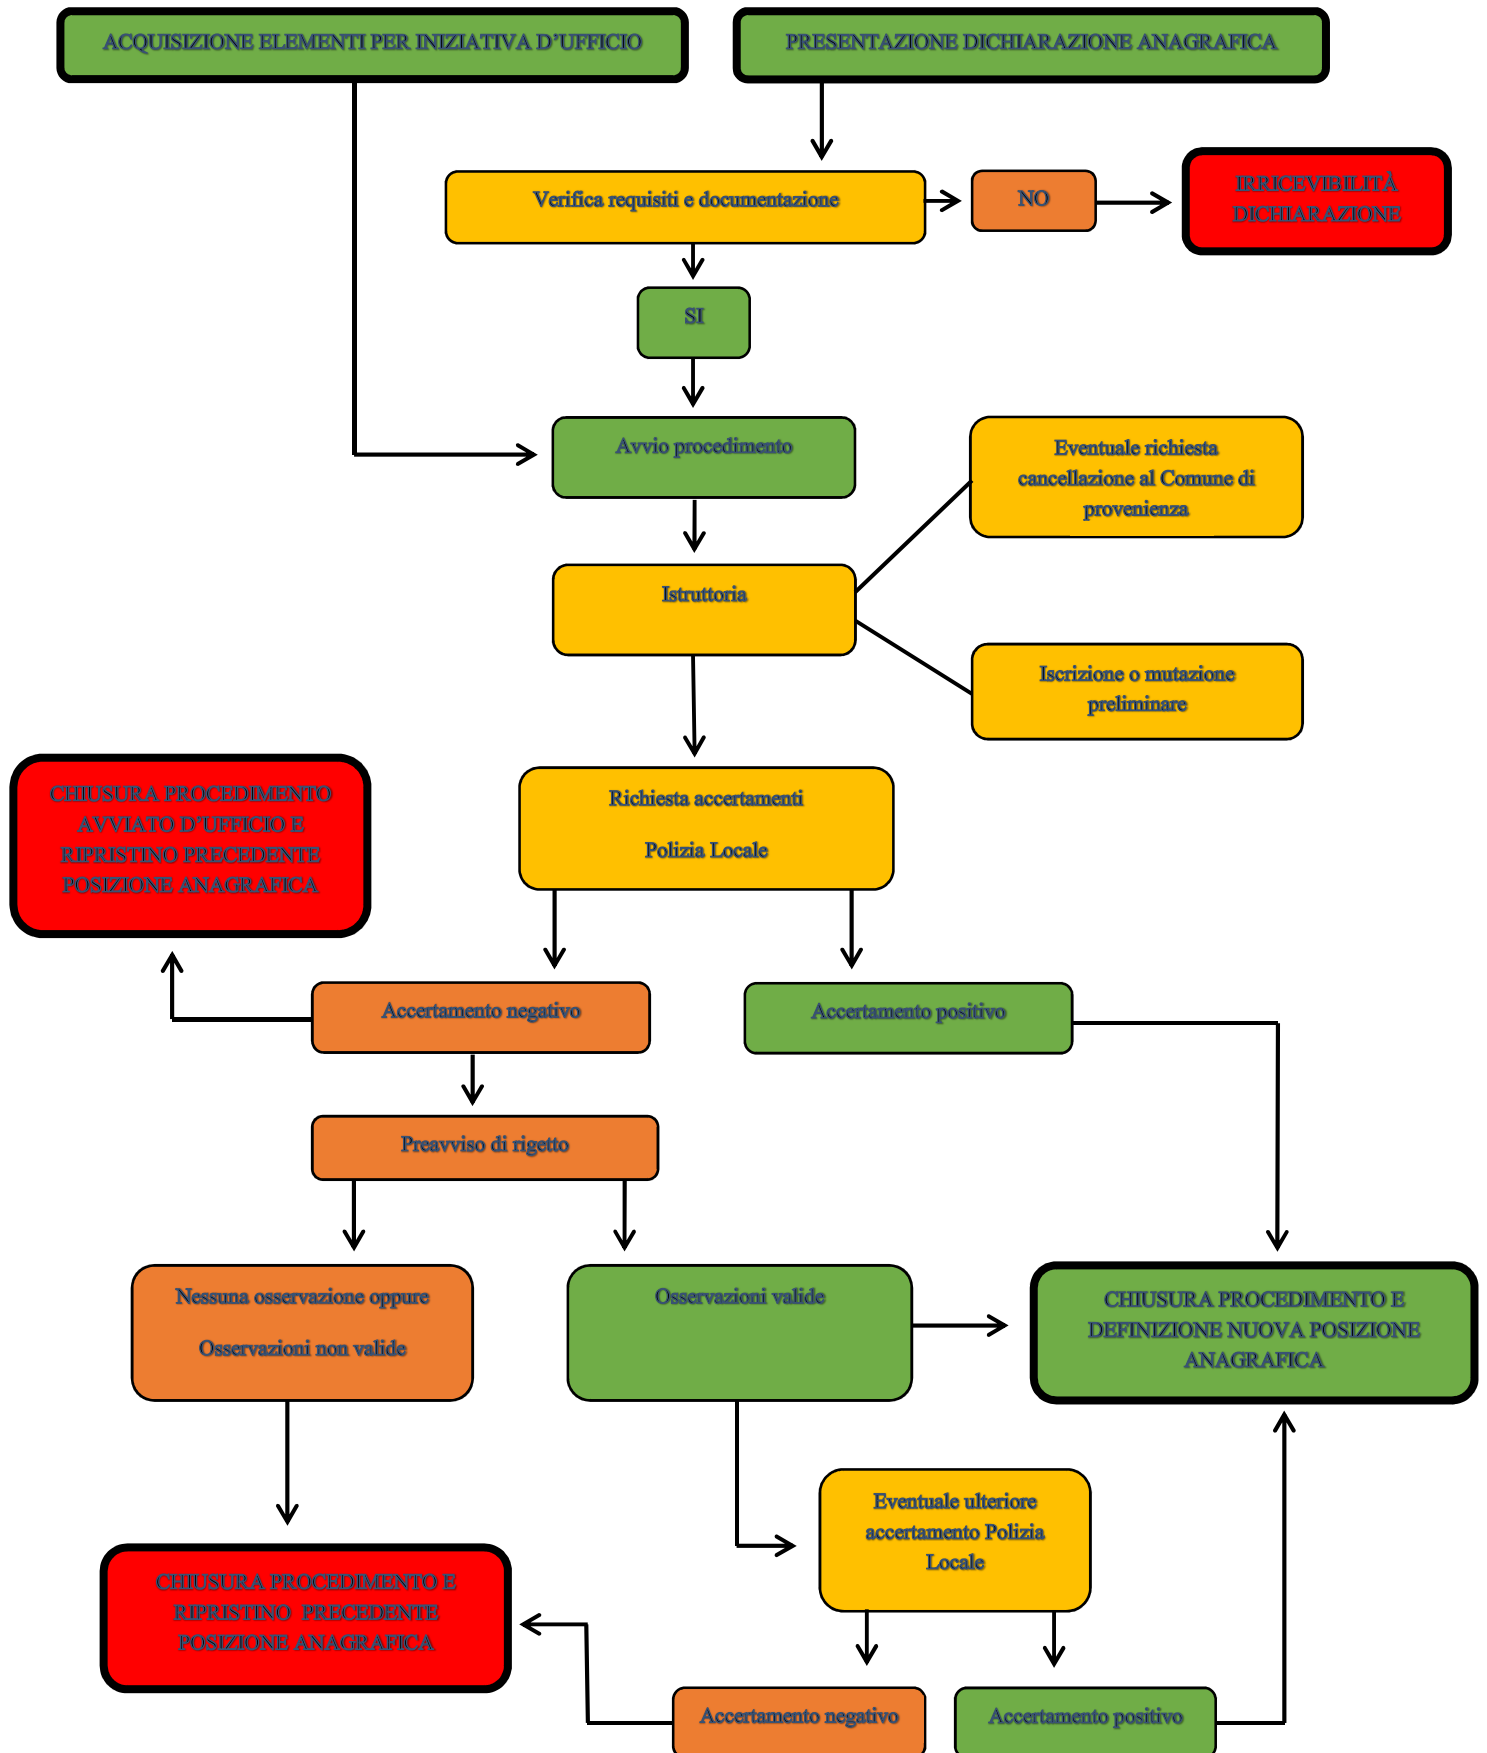 ACQUISIZIONE ELEMENTI PER INIZIATIVA D'UFFICIO
PRESENTAZIONE DICHIARAZIONE ANAGRAFICA
Verifica requisiti e documentazione
NO
IRRICEVIBILITÀ
DICHIARAZIONE
SI
Avvio procedimento
Eventuale richiesta
cancellazione al Comune di
provenienza
Istruttoria
Iscrizione o mutazione
preliminare
CHIUSURA PROCEDIMENTO
AVVIATO D'UFFICIO E
RIPRISTINO PRECEDENTE
POSIZIONE ANAGRAFICA
Richiesta accertamenti
Polizia Locale
Accertamento negativo
Accertamento positivo
Preavviso di rigetto
Nessuna osservazione oppure
Osservazioni non valide
Osservazioni valide
CHIUSURA PROCEDIMENTO E
DEFINIZIONE NUOVA POSIZIONE
ANAGRAFICA
Eventuale ulteriore
accertamento Polizia
Locale
CHIUSURA PROCEDIMENTO E
RIPRISTINO PRECEDENTE
POSIZIONE ANAGRAFICA
Accertamento negativo
Accertamento positivo